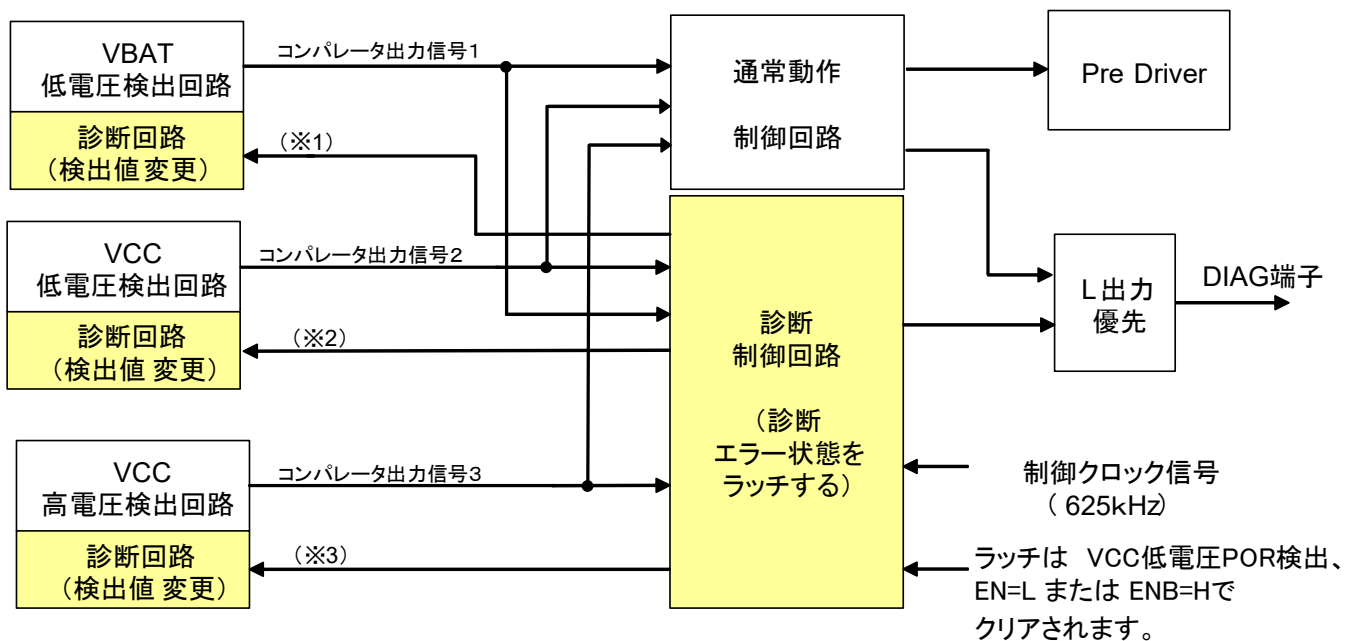 VBAT
低電圧検出回路
診断回路
（検出値 変更）
コンパレータ出力信号1
（※1）
VCC
低電圧検出回路
診断回路
（検出値 変更）
コンパレータ出力信号2
（※2）
VCC
高電圧検出回路
診断回路
（検出値 変更）
コンパレータ出力信号3
（※3）
通常動作
制御回路
診断
制御回路
（診断
エラー状態を
ラッチする）
Pre Driver
L出力
優先
DIAG端子
制御クロック信号
（ 625kHz）
ラッチは VCC低電圧POR検出、
EN=L または ENB=Hで
クリアされます。